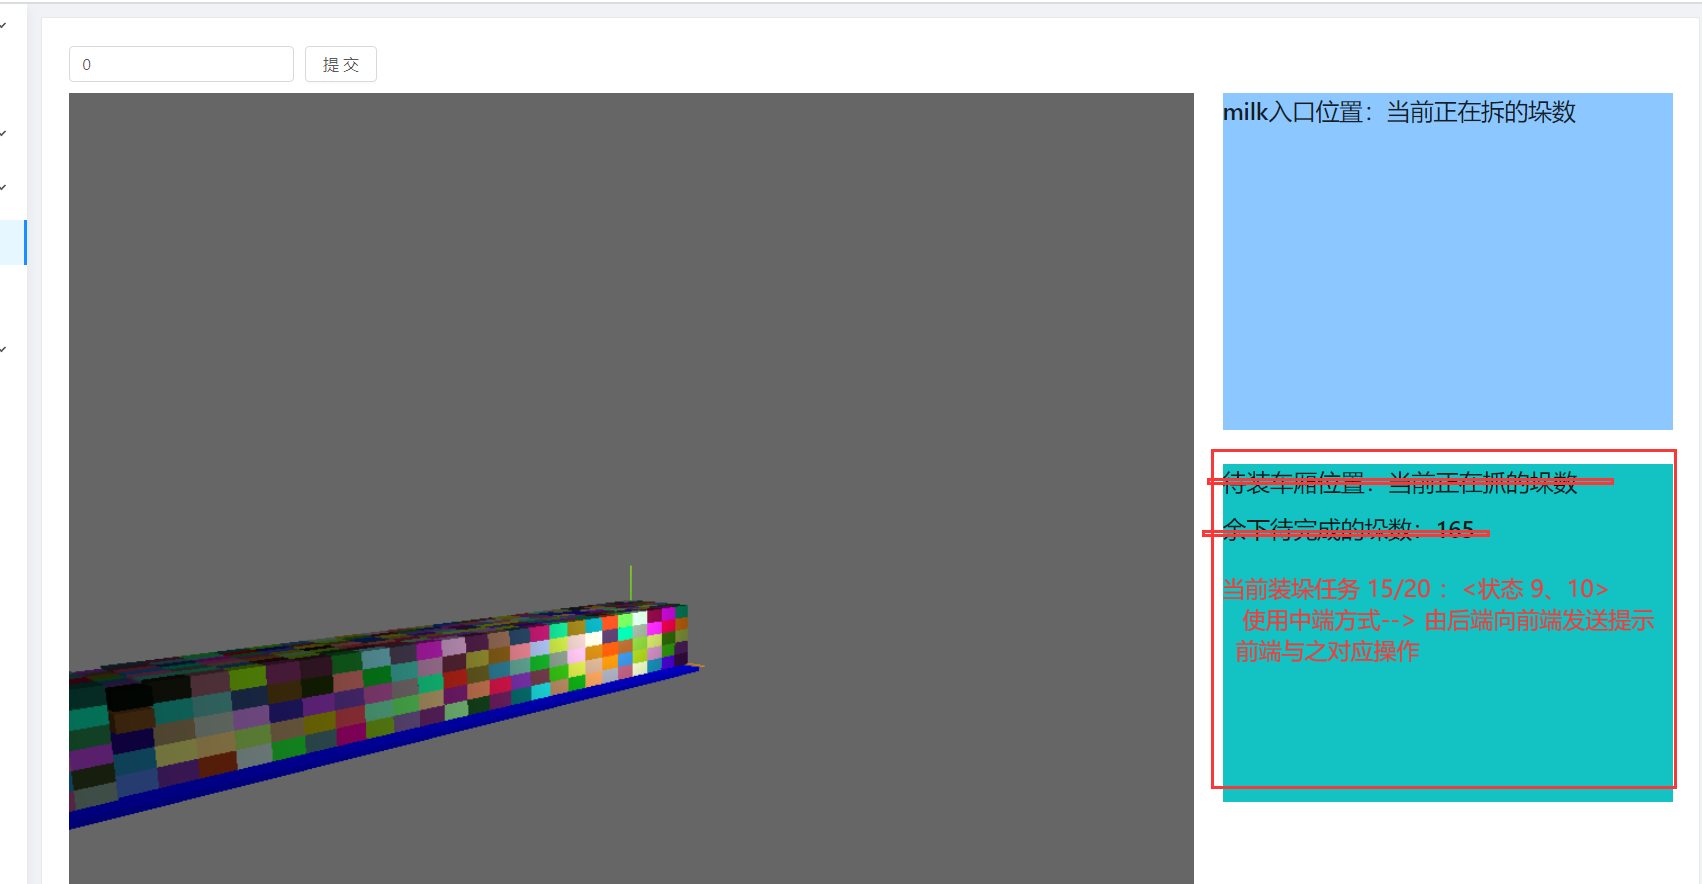 0
提 交
milk入口位置：当前正在拆的垛数
待装车厢位置：当前正在抓的垛数
余下待完成的垛数：165
当前装垛任务 15/20 ：<状态 9、10>
使用中端方式--> 由后端向前端发送提示
前端与之对应操作